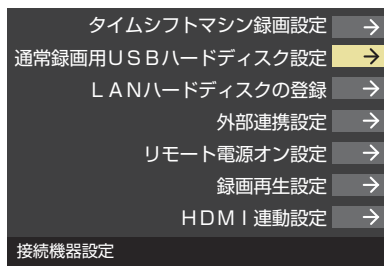 タイムシフトマシン録画設定 →
通常録画用USBハードディスク設定 →
LANハードディスクの登録 →
外部連携設定 →
リモート電源オン設定 →
録画再生設定 →
HDMI連動設定 →
接続機器設定